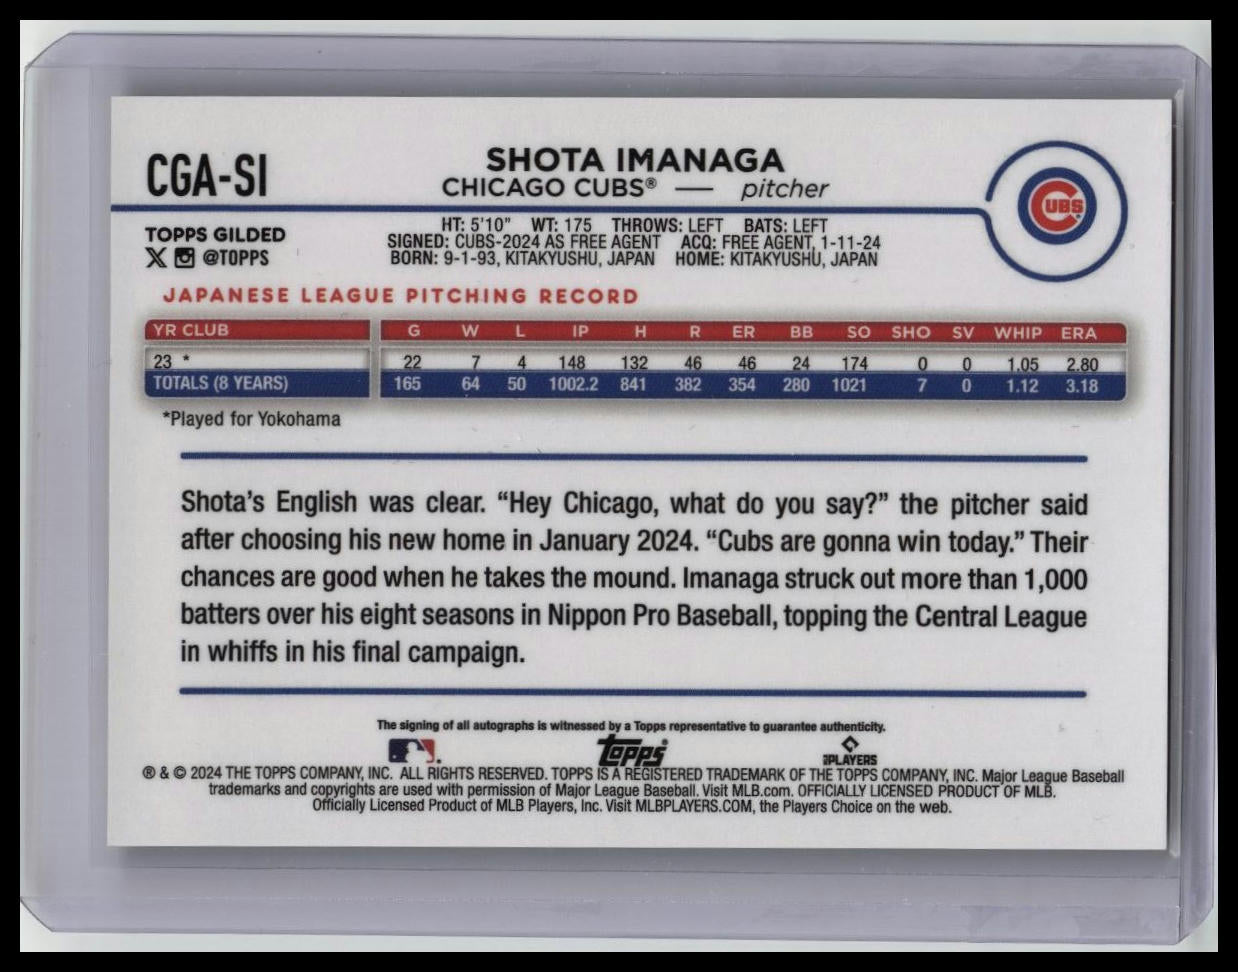 CGA-SI
SHOTA IMANAGA
CHICAGO CUBS® — pitcher
CUBS
TOPPS GILDED
@TOPPS
HT: 5'10" WT: 175 THROWS: LEFT BATS: LEFT
SIGNED: CUBS-2024 AS FREE AGENT ACQ: FREE AGENT, 1-11-24
BORN: 9-1-93, KITAKYUSHU, JAPAN HOME: KITAKYUSHU, JAPAN
JAPANESE LEAGUE PITCHING RECORD
YR CLUB G W L IP H R ER BB SO SHO SV WHIP ERA
23 * 22 7 4 148 132 46 46 24 174 0 0 1.05 2.80
TOTALS (8 YEARS) 165 64 50 1002.2 841 382 354 280 1021 7 0 1.12 3.18
*Played for Yokohama
Shota's English was clear. “Hey Chicago, what do you say?” the pitcher said
after choosing his new home in January 2024. “Cubs are gonna win today.” Their
chances are good when he takes the mound. Imanaga struck out more than 1,000
batters over his eight seasons in Nippon Pro Baseball, topping the Central League
in whiffs in his final campaign.
The signing of all autographs is witnessed by a Topps representative to guarantee authenticity.
Topps®
PLAYERS
® & © 2024 THE TOPPS COMPANY, INC. ALL RIGHTS RESERVED. TOPPS IS A REGISTERED TRADEMARK OF THE TOPPS COMPANY, INC. Major League Baseball
trademarks and copyrights are used with permission of Major League Baseball. Visit MLB.com. OFFICIALLY LICENSED PRODUCT OF MLB.
Officially Licensed Product of MLB Players, Inc. Visit MLBPLAYERS.COM, the Players Choice on the web.